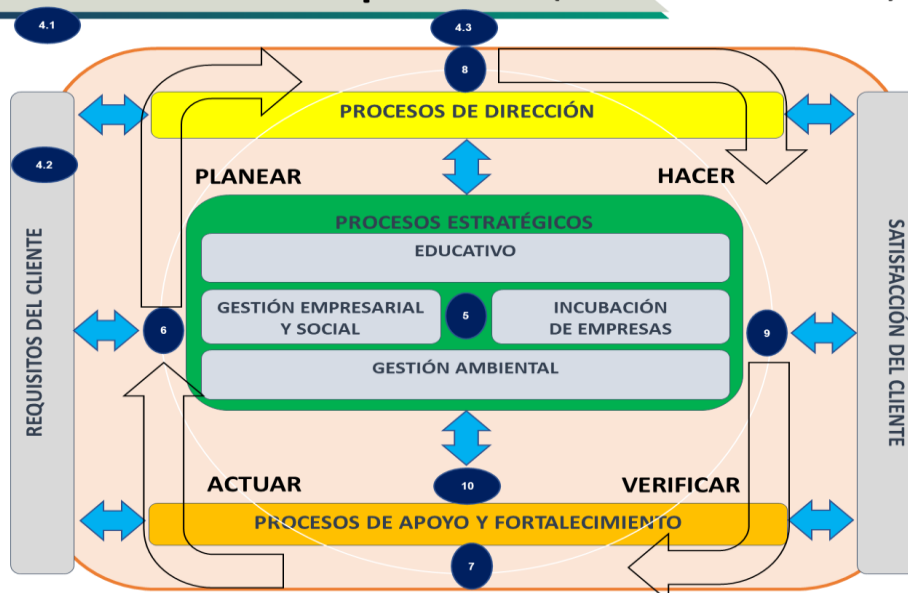 4.1
4.3
8
PROCESOS DE DIRECCIÓN
4.2
PLANEAR
HACER
PROCESOS ESTRATÉGICOS
EDUCATIVO
REQUISITOS DEL CLIENTE
SATISFACCIÓN DEL CLIENTE
6
GESTIÓN EMPRESARIAL
Y SOCIAL
5
INCUBACIÓN
DE EMPRESAS
9
GESTIÓN AMBIENTAL
ACTUAR
10
VERIFICAR
PROCESOS DE APOYO Y FORTALECIMIENTO
7